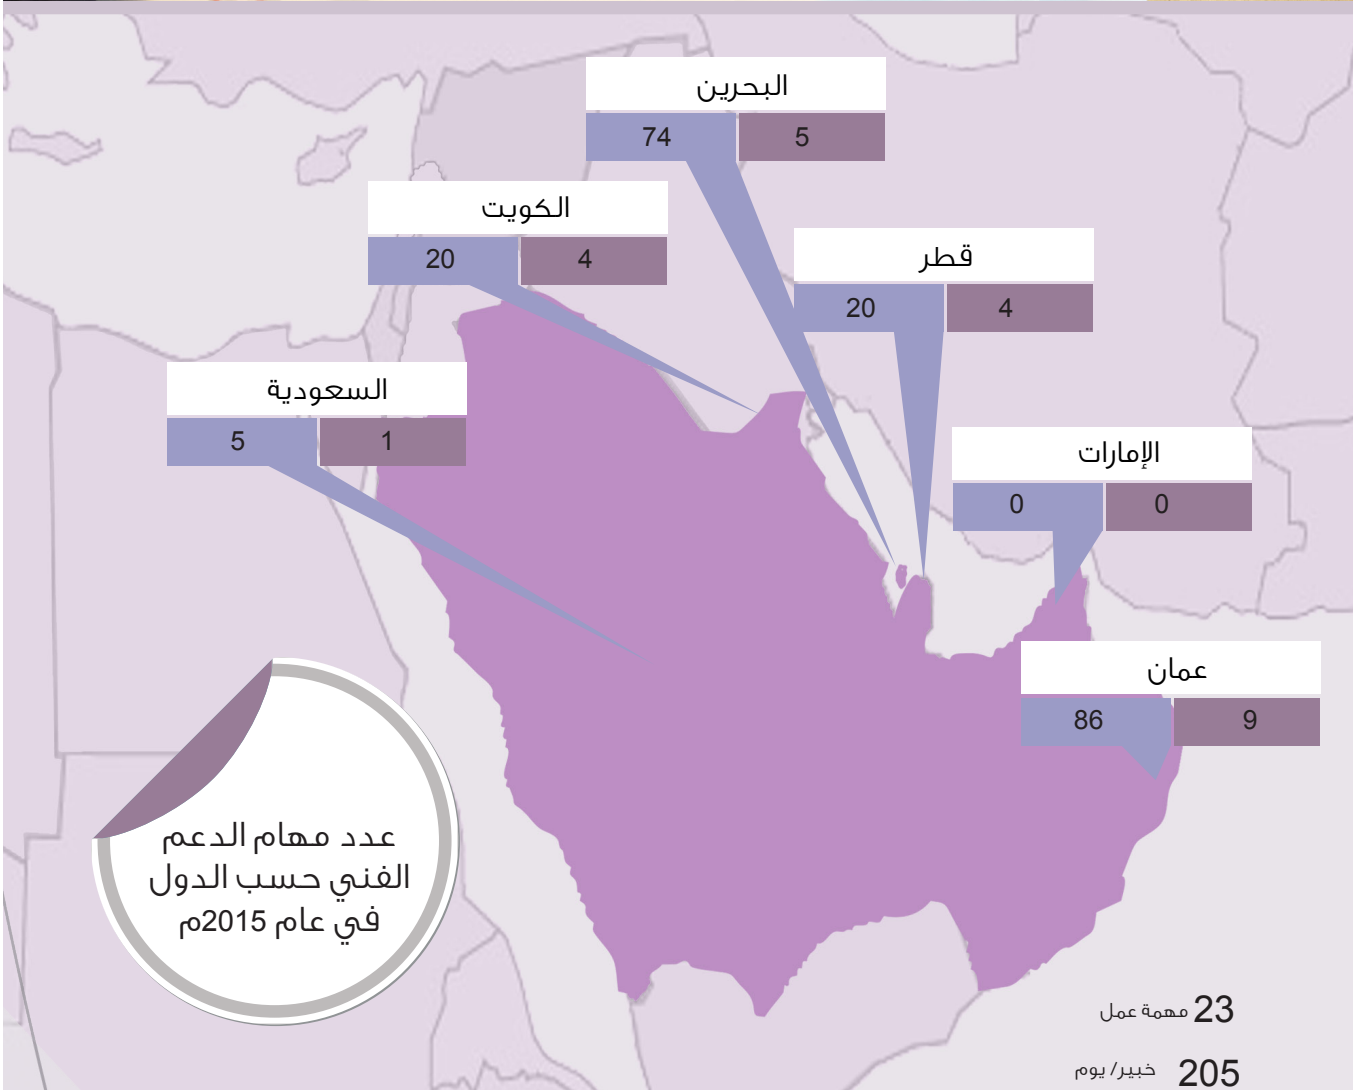 البحرين
5 74
الكويت
4 20
قطر
4 20
السعودية
1 5
الإمارات
0 0
عمان
9 86
عدد مهام الدعم
الفني حسب الدول
في عام 2015م
23 مهمة عمل
205 خبير/ يوم